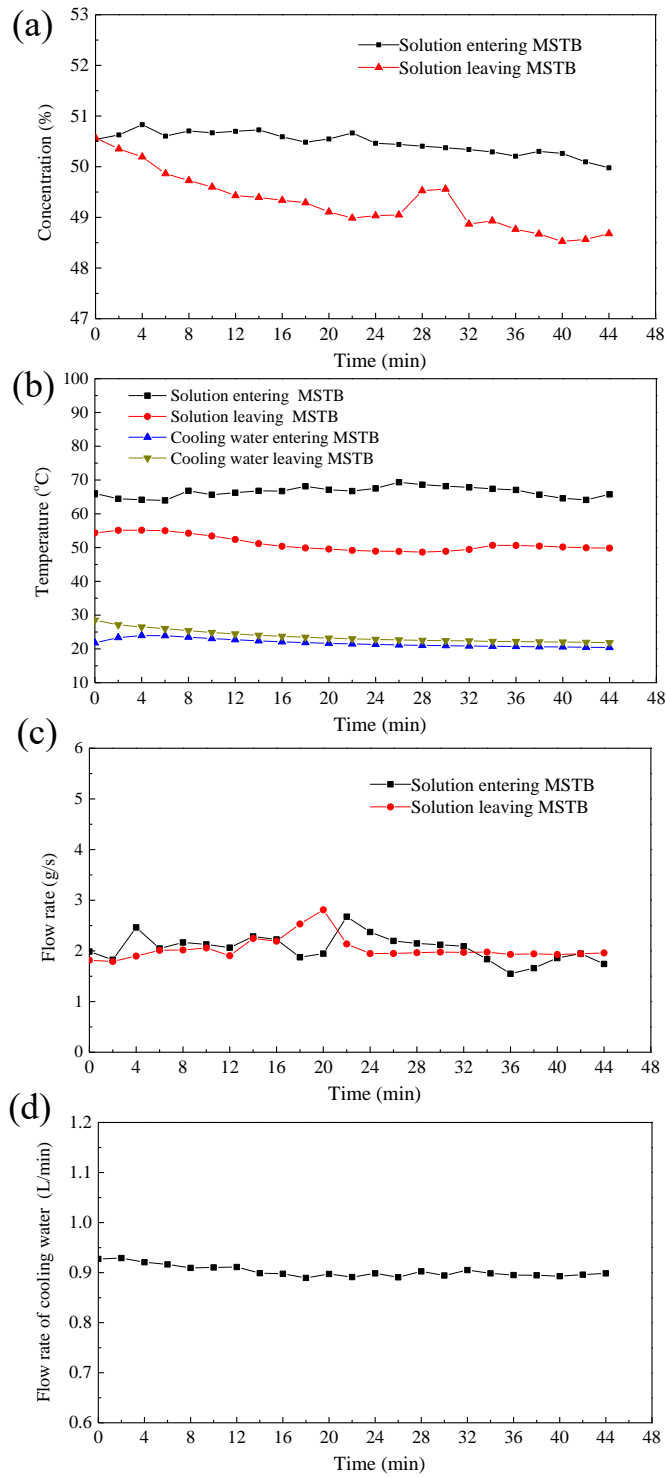 (a)
53
52
51
50
49
48
47
Concentration (%)
Solution entering MSTB
Solution leaving MSTB
0 4 8 12 16 20 24 28 32 36 40 44 48
Time (min)
(b)
100
90
80
70
60
50
40
30
20
10
Temperature (°C)
Solution entering MSTB
Solution leaving MSTB
Cooling water entering MSTB
Cooling water leaving MSTB
0 4 8 12 16 20 24 28 32 36 40 44 48
Time (min)
(c)
6
5
4
3
2
1
0
Flow rate (g/s)
Solution entering MSTB
Solution leaving MSTB
0 4 8 12 16 20 24 28 32 36 40 44 48
Time (min)
(d)
1.2
1.1
1.0
0.9
0.8
0.7
0.6
Flow rate of cooling water (L/min)
0 4 8 12 16 20 24 28 32 36 40 44 48
Time (min)